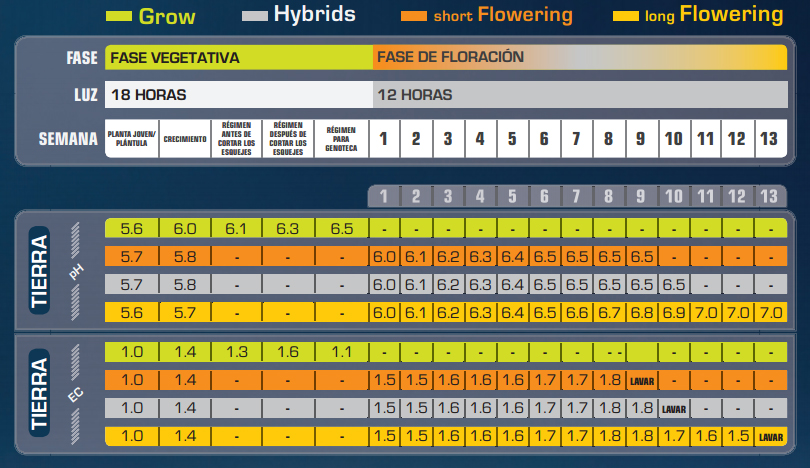 Grow Hybrids short Flowering long Flowering
FASE FASE VEGETATIVA FASE DE FLORACIÓN
LUZ 18 HORAS 12 HORAS
SEMANA PLANTA JOVEN/ PLÁNTULA CRECIMIENTO RÉGIMEN ANTES DE CORTAR LOS ESQUEJES RÉGIMEN DESPUÉS DE CORTAR LOS ESQUEJES RÉGIMEN PARA GENOTECA 1 2 3 4 5 6 7 8 9 10 11 12 13
1 2 3 4 5 6 7 8 9 10 11 12 13
TIERRA
pH
5.6 6.0 6.1 6.3 6.5 - - - - - - - - - - - - -
5.7 5.8 - - - 6.0 6.1 6.2 6.3 6.4 6.5 6.5 6.5 6.5 - - - -
5.7 5.8 - - - 6.0 6.1 6.2 6.3 6.4 6.5 6.5 6.5 6.5 6.5 - - -
5.6 5.7 - - - 6.0 6.1 6.2 6.3 6.4 6.5 6.6 6.7 6.8 6.9 7.0 7.0 7.0
TIERRA
EC
1.0 1.4 1.3 1.6 1.1 - - - - - - - - - - - - -
1.0 1.4 - - - 1.5 1.5 1.6 1.6 1.6 1.7 1.7 1.8 LAVAR - - - -
1.0 1.4 - - - 1.5 1.5 1.6 1.6 1.6 1.7 1.7 1.8 1.8 LAVAR - - -
1.0 1.4 - - - 1.5 1.5 1.6 1.6 1.6 1.7 1.7 1.8 1.8 1.7 1.6 1.5 LAVAR